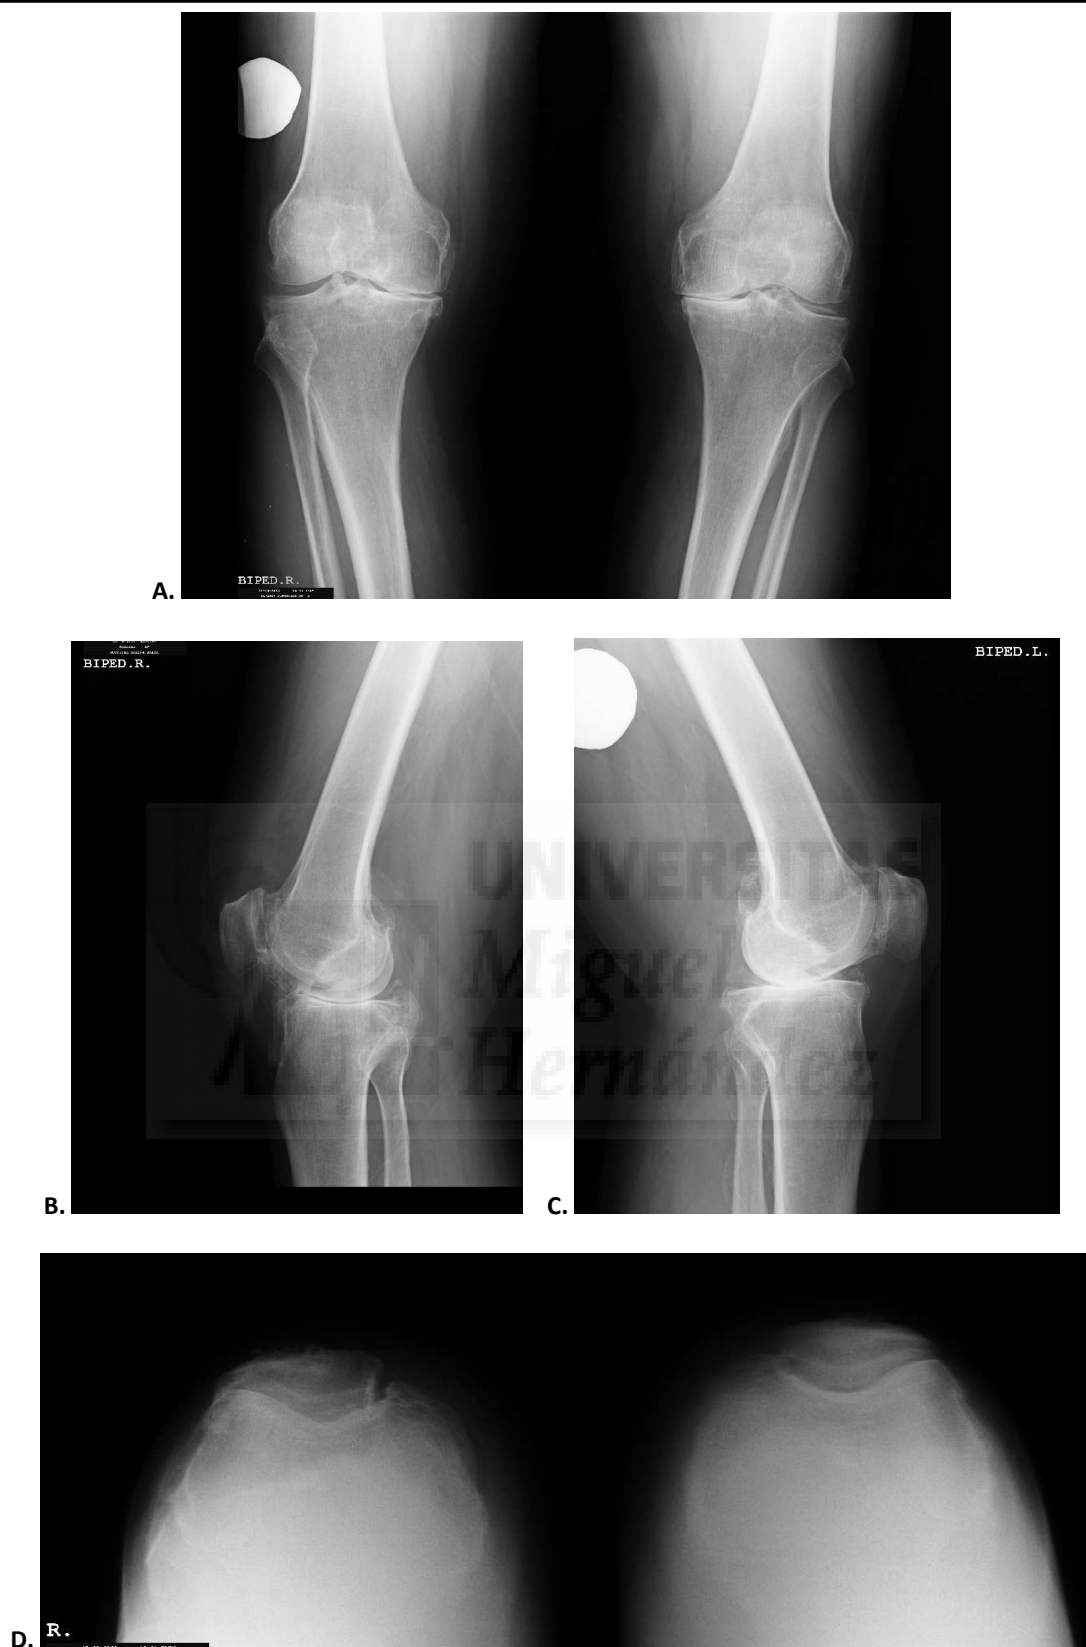 BIPED.R.
A.
BIPED.R.
BIPED.L.
UNIVERSITAS
Miguel
Hernández
B.
C.
R.
D.